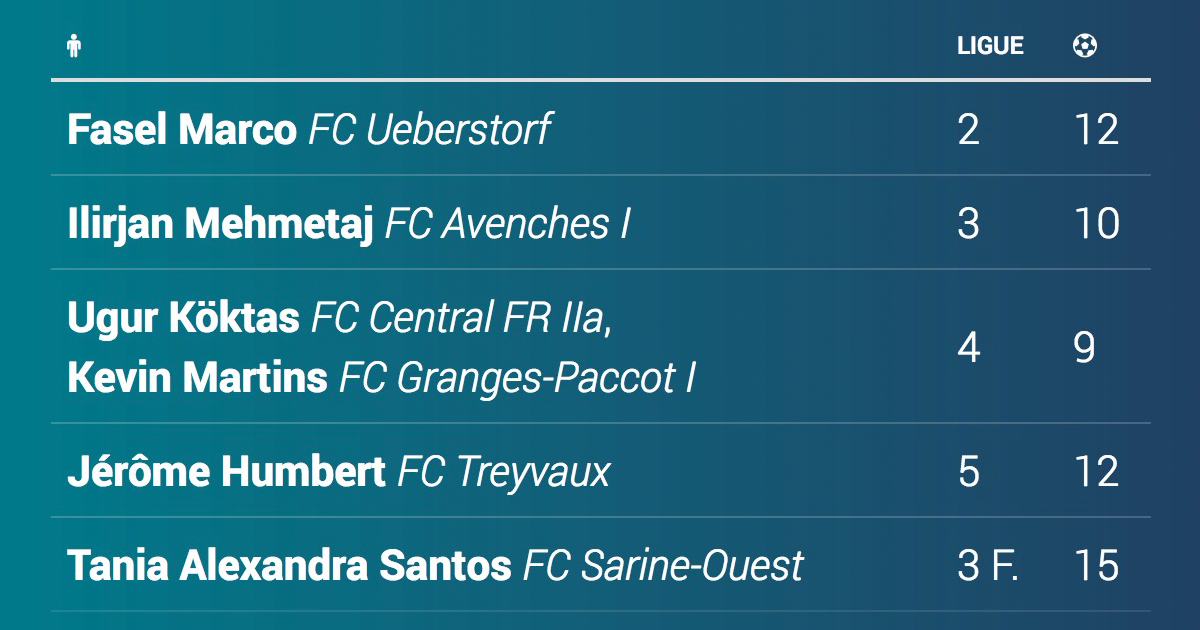 LIGUE
Fasel Marco FC Ueberstorf 2 12
Ilirjan Mehmetaj FC Avenches I 3 10
Ugur Köktas FC Central FR IIa,
Kevin Martins FC Granges-Paccot I 4 9
Jérôme Humbert FC Treyvaux 5 12
Tania Alexandra Santos FC Sarine-Ouest 3 F. 15